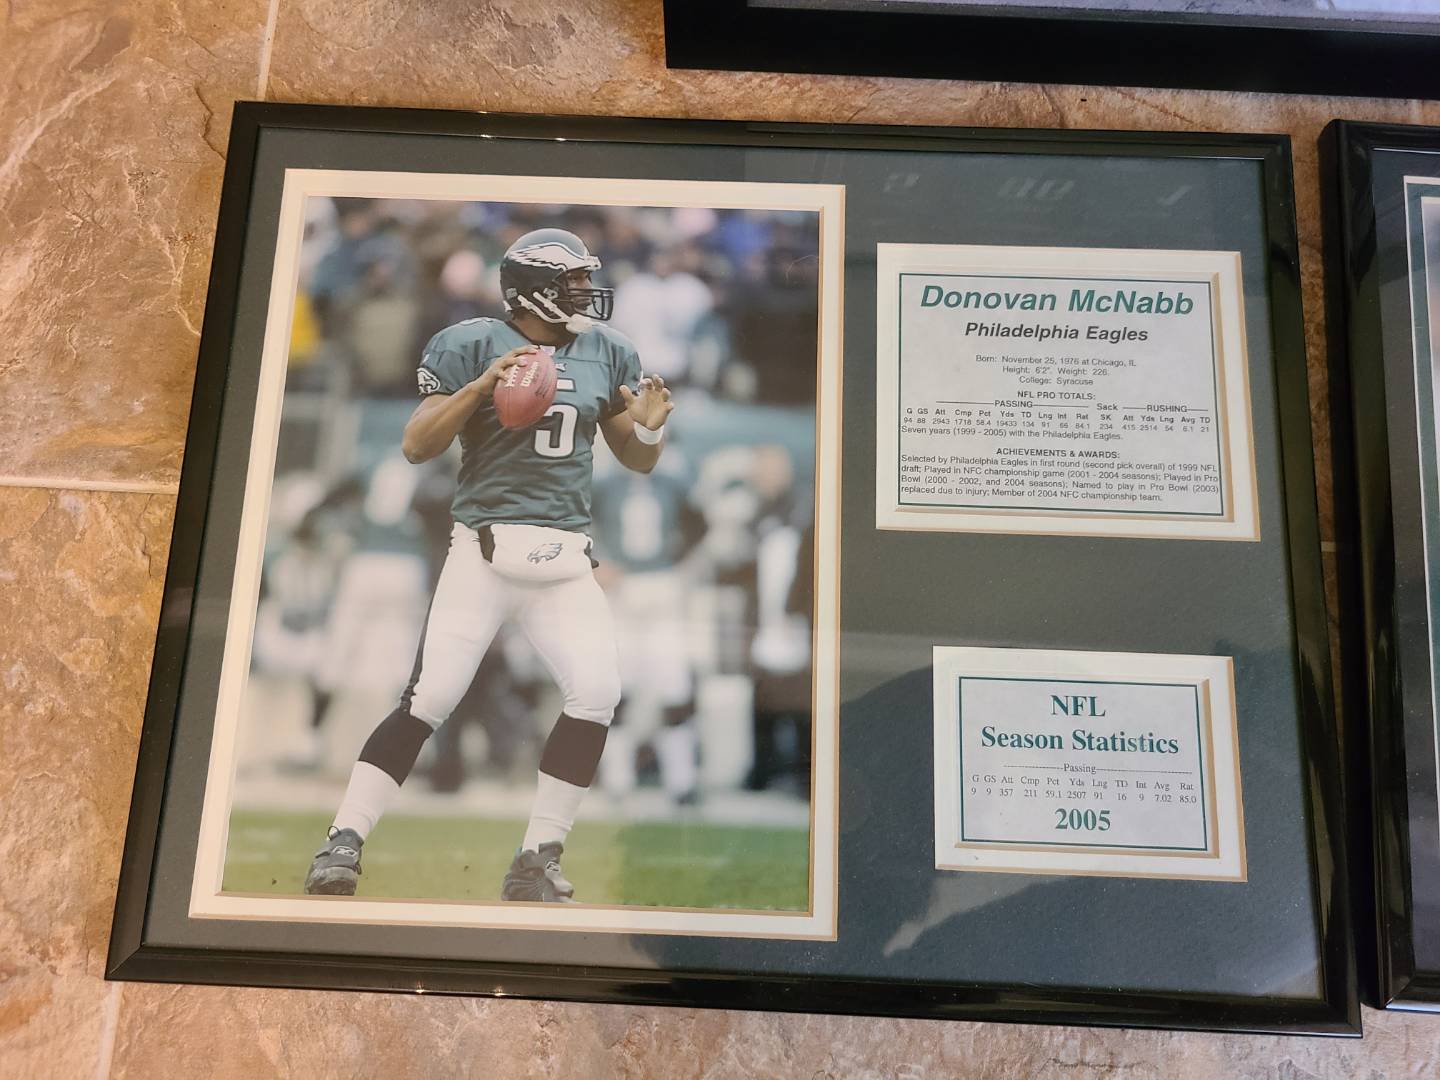 Donovan McNabb
Philadelphia Eagles
Born: November 25, 1976 at Chicago, IL
Height: 6'2". Weight: 226.
College: Syracuse
NFL PRO TOTALS:
PASSING Sack RUSHING
G GS Att Cmp Pct Yds TD Lng Int Rat SK Att Yds Lng Avg TD
94 88 2943 1718 58.4 19433 134 91 66 84.1 234 415 2514 54 6.1 21
Seven years (1999 - 2005) with the Philadelphia Eagles.
ACHIEVEMENTS & AWARDS:
Selected by Philadelphia Eagles in first round (second pick overall) of 1999 NFL
draft; Played in NFC championship game (2001 - 2004 seasons); Played in Pro
Bowl (2000 - 2002, and 2004 seasons); Named to play in Pro Bowl (2003)
replaced due to injury; Member of 2004 NFC championship team.
NFL
Season Statistics
------------------Passing-----------------------------
G GS Att Cmp Pct Yds Lng TD Int Avg Rat
9 9 357 211 59.1 2507 91 16 9 7.02 85.0
2005
5
Wilson